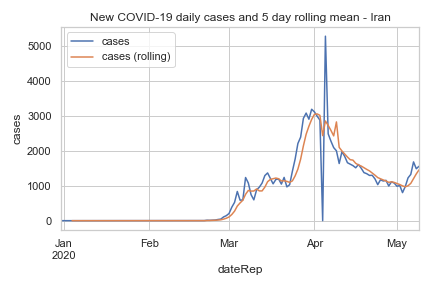 New COVID-19 daily cases and 5 day rolling mean - Iran
cases
cases (rolling)
5000
4000
3000
2000
1000
0
cases
Jan Feb Mar Apr May
2020
dateRep